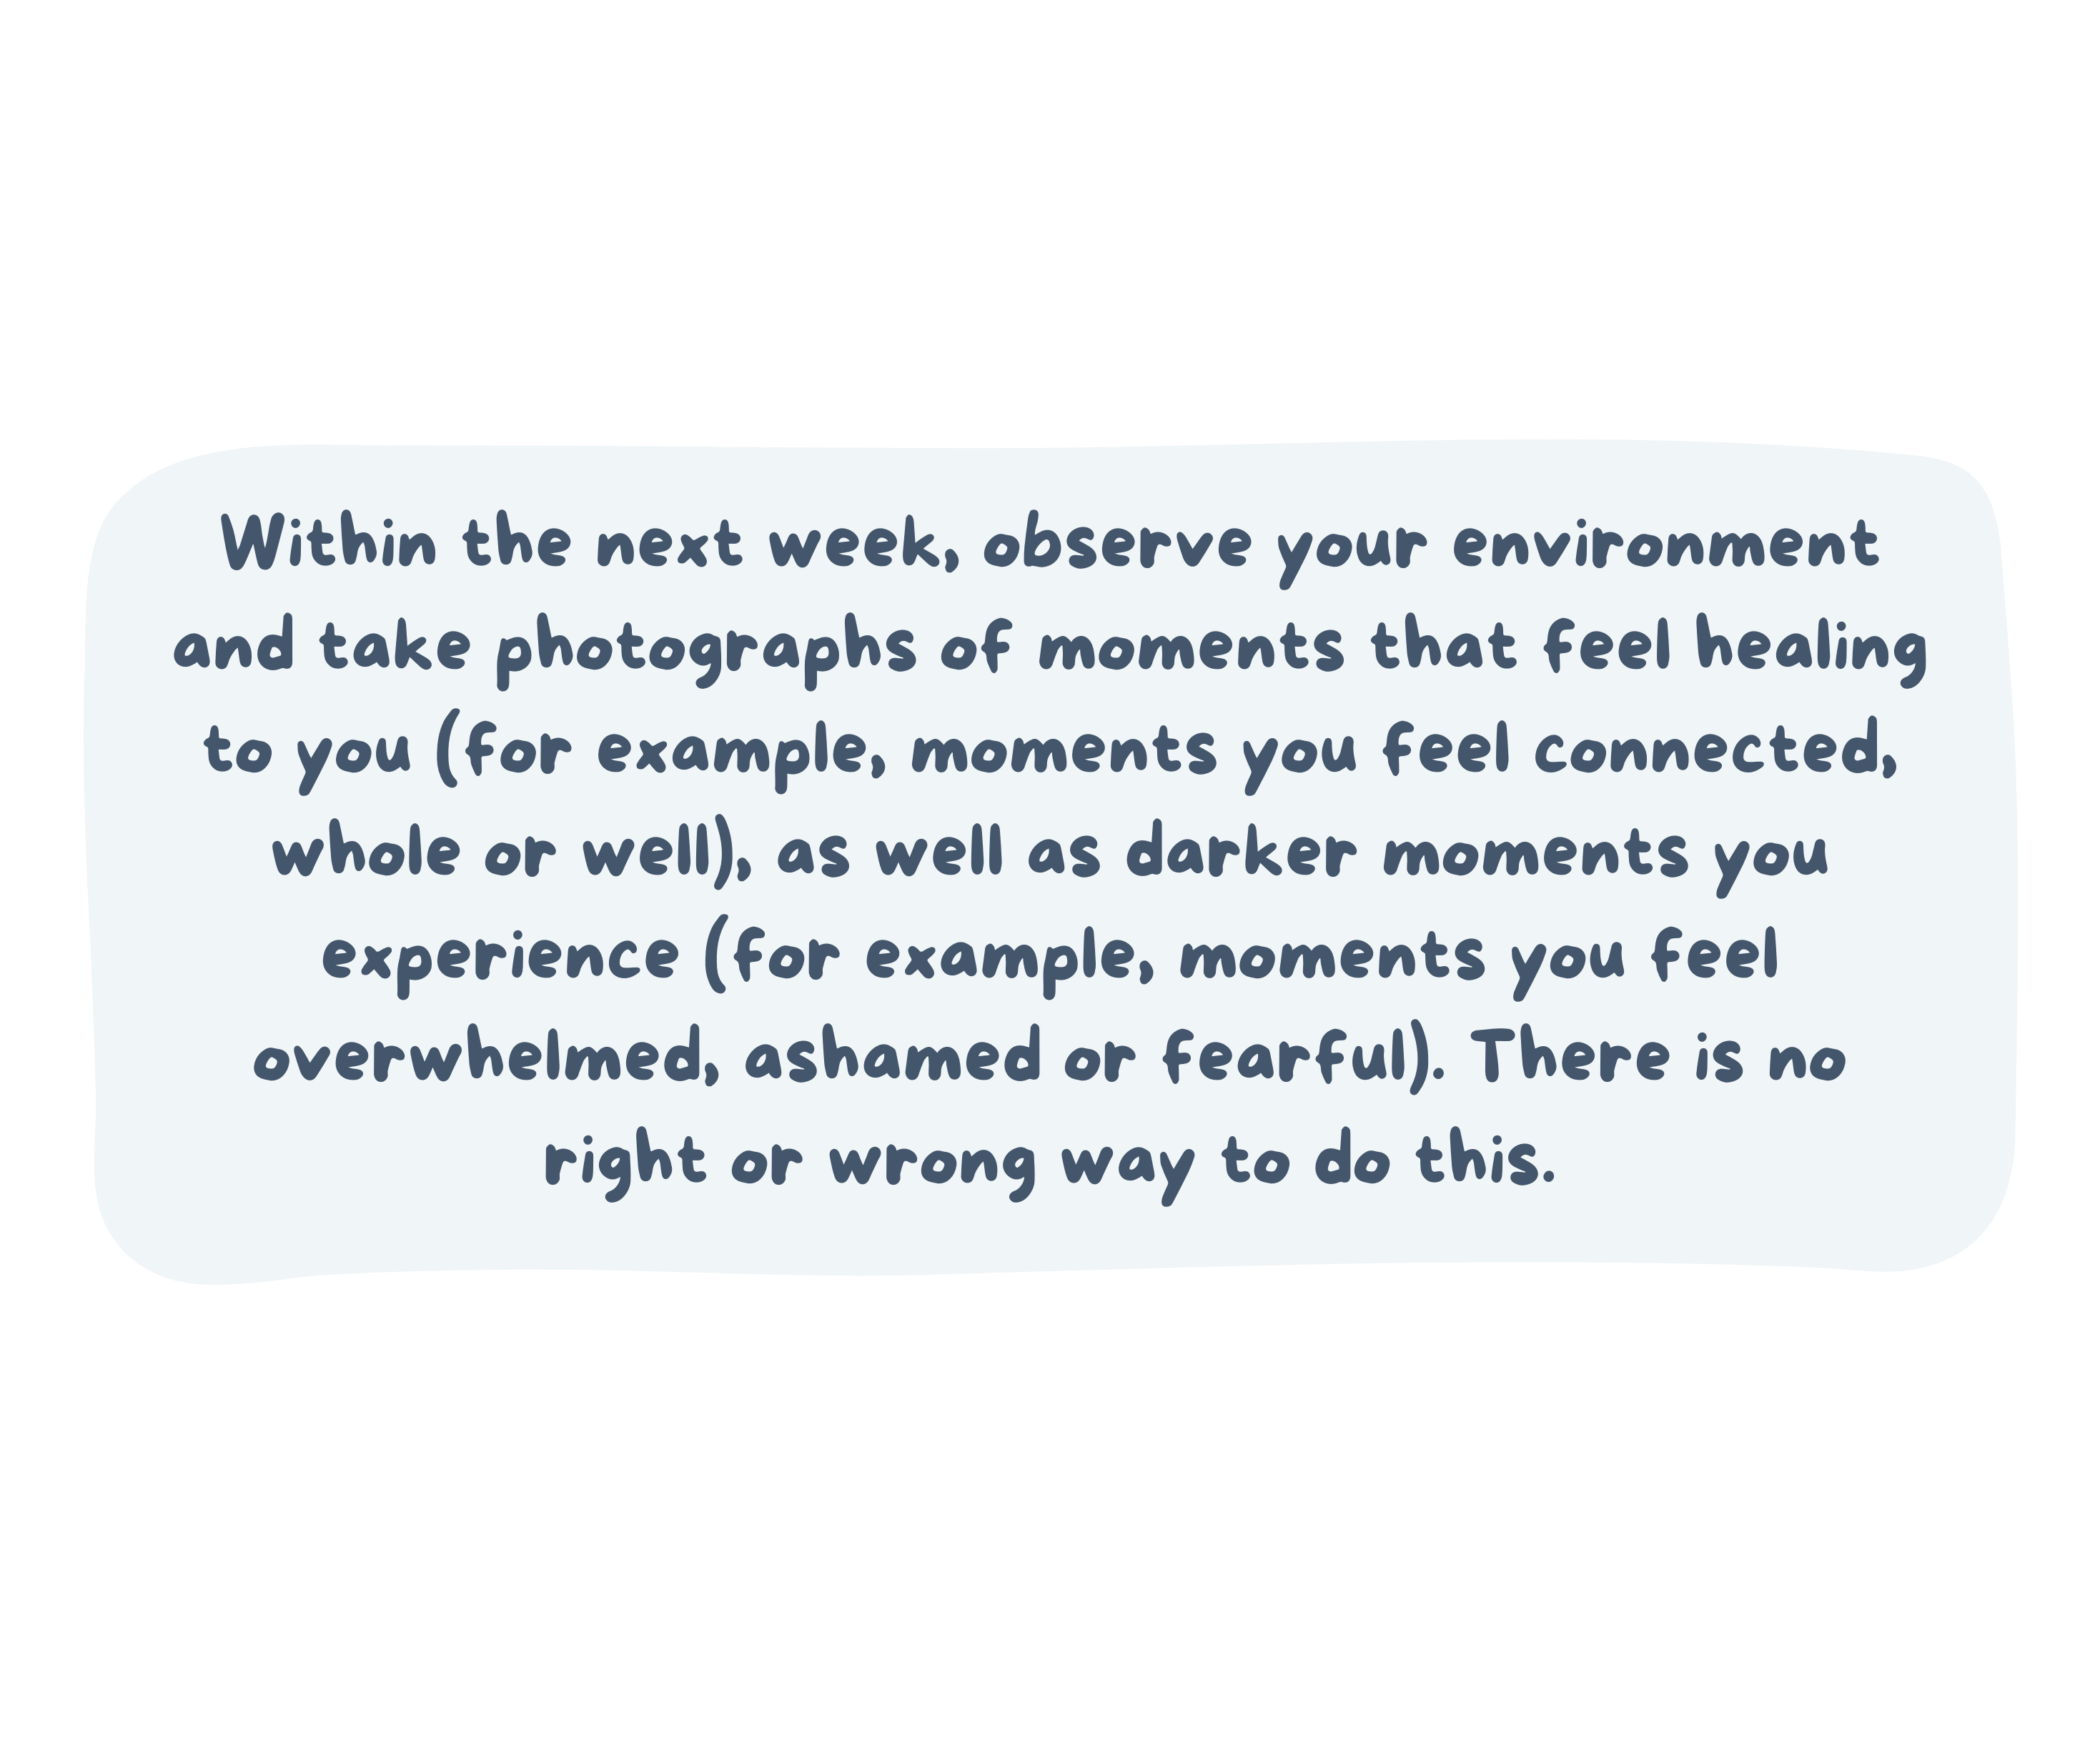 Within the next week, observe your environment
and take photographs of moments that feel healing
to you (for example, moments you feel connected,
whole or well), as well as darker moments you
experience (for example, moments you feel
overwhelmed, ashamed or fearful). There is no
right or wrong way to do this.